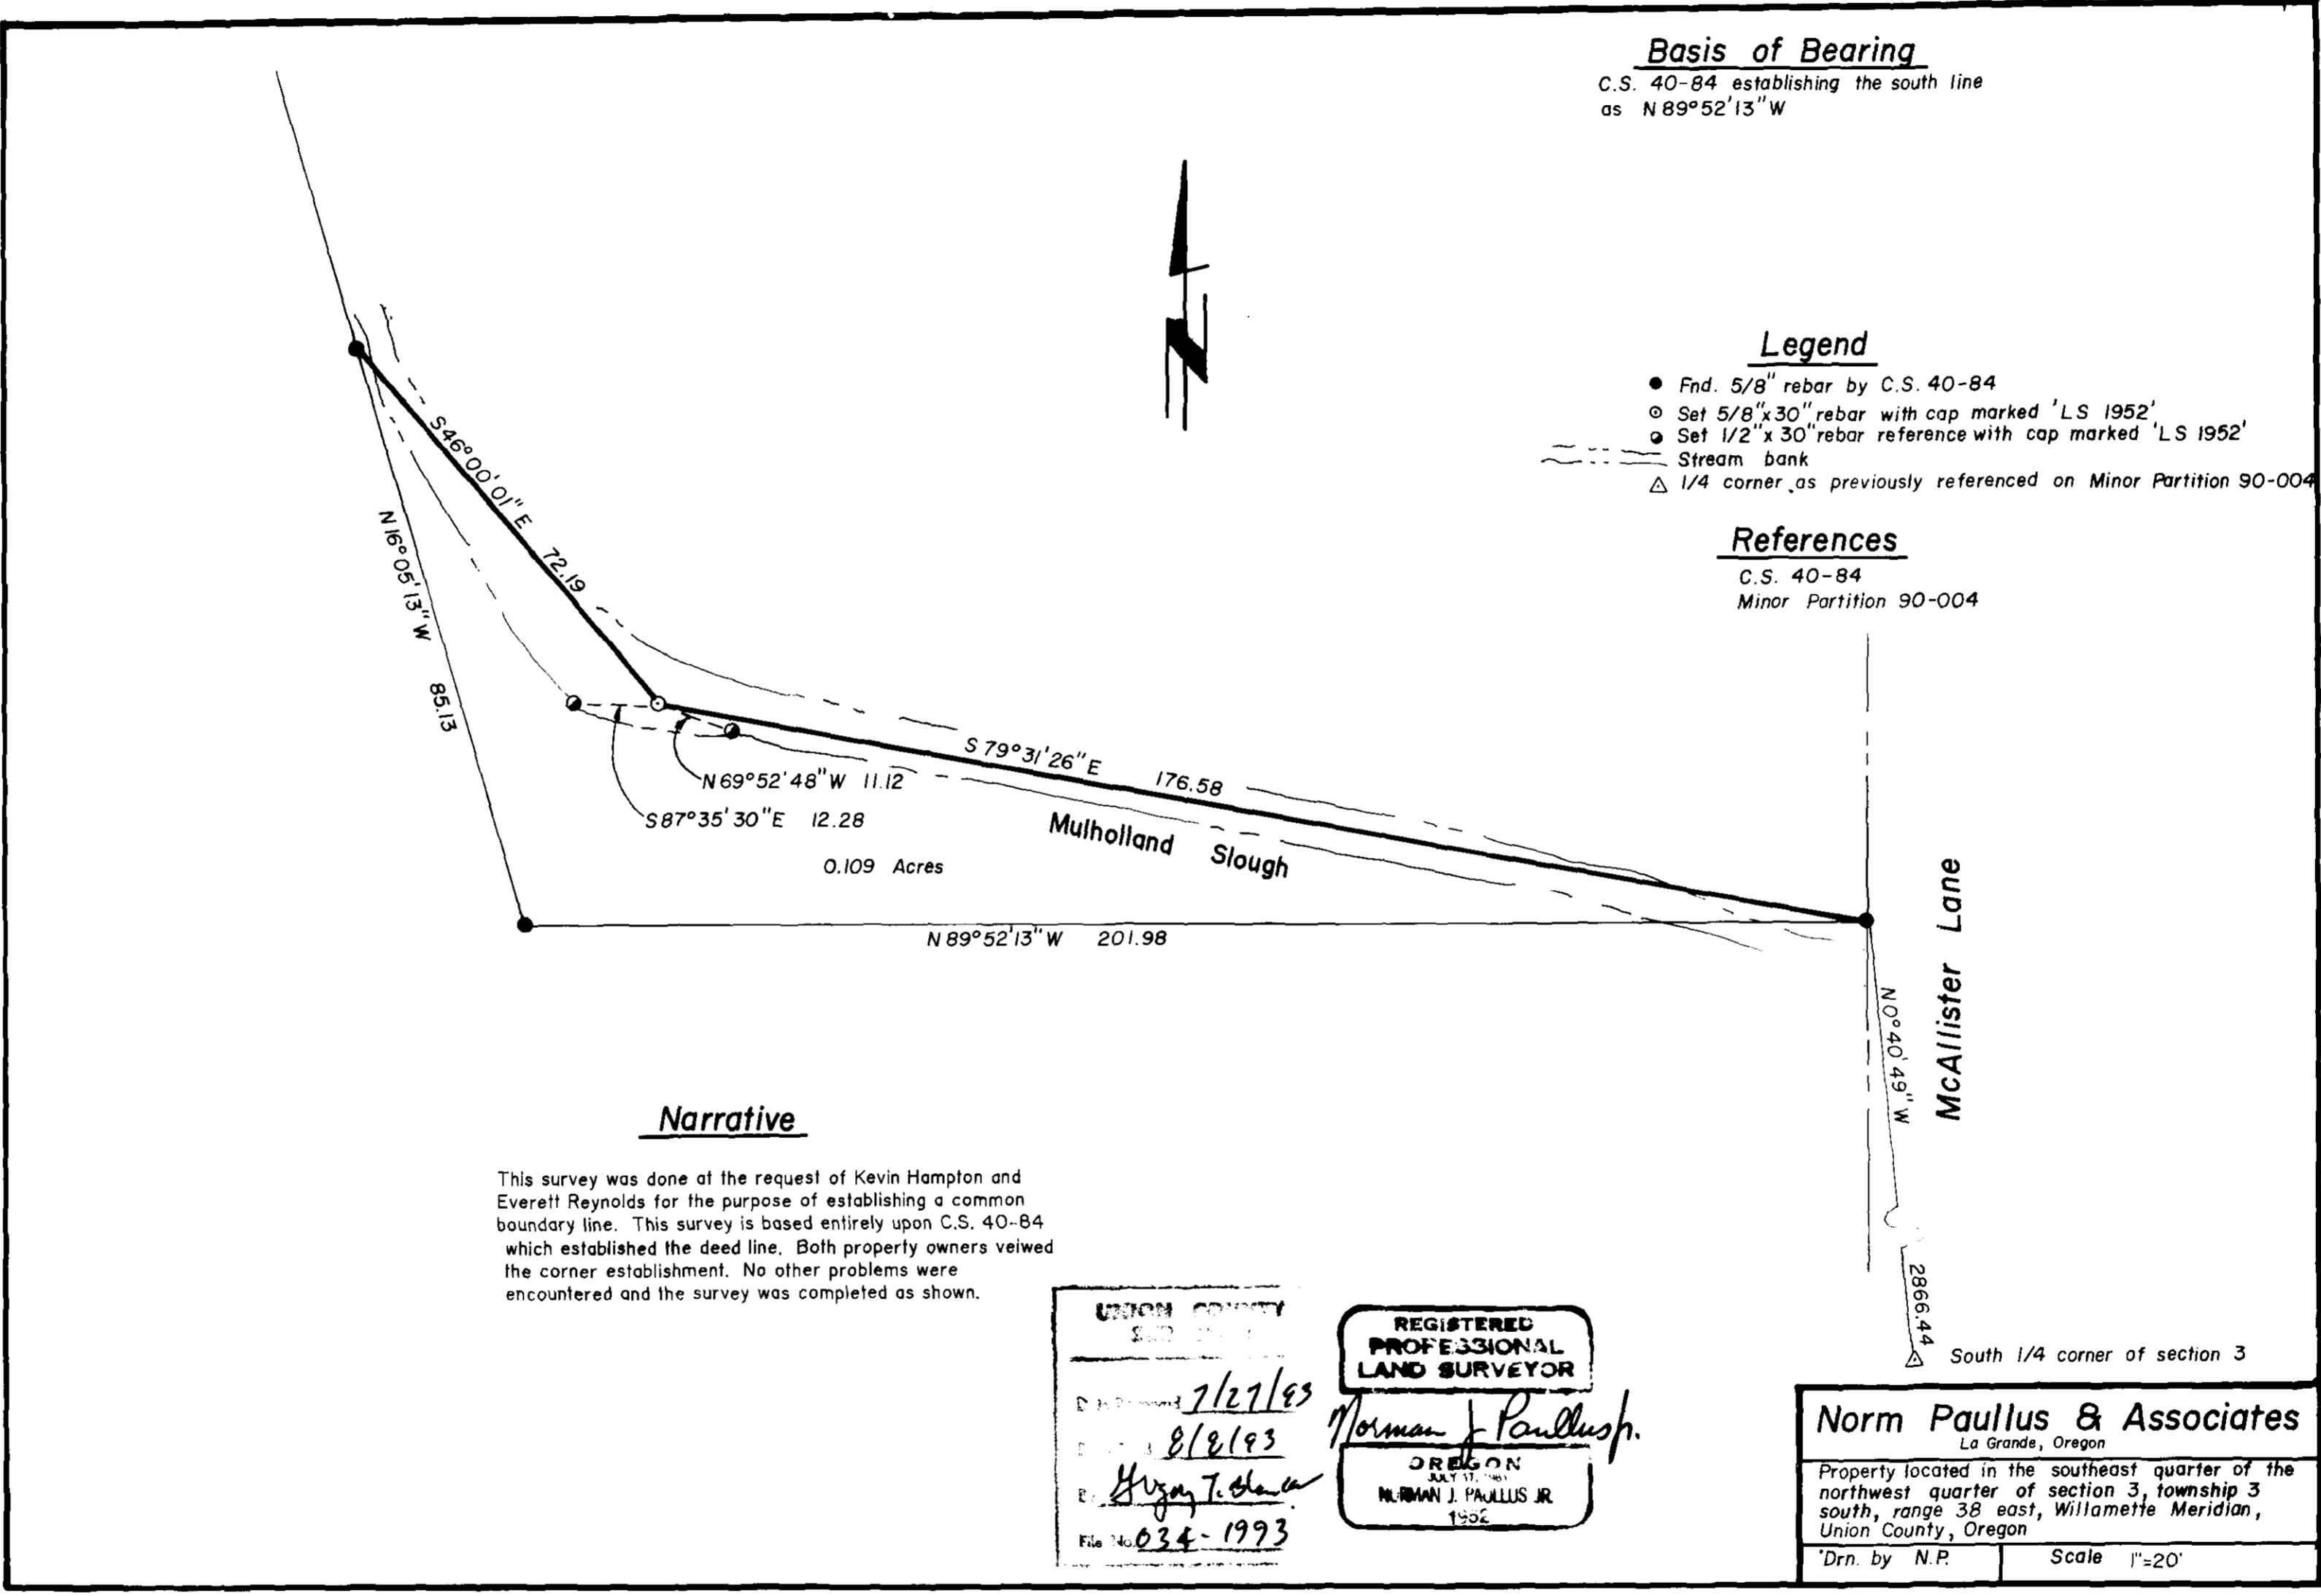 Basis of Bearing
C.S. 40-84 establishing the south line
as N 89°52'13"W
Legend
Fnd. 5/8" rebar by C.S. 40-84
Set 5/8"x30" rebar with cap marked 'LS 1952'
Set 1/2"x 30" rebar reference with cap marked 'LS 1952'
Stream bank
1/4 corner as previously referenced on Minor Partition 90-004
References
C.S. 40-84
Minor Partition 90-004
N
S46°00'01"E 72.19
N16°05'13"W 85.13
S 79°31'26"E 176.58
N69°52'48"W 11.12
S87°35'30"E 12.28
Mulholland Slough
0.109 Acres
N89°52'13"W 201.98
McAllister Lane
N0°40'49"W 2866.44
South 1/4 corner of section 3
Narrative
This survey was done at the request of Kevin Hampton and
Everett Reynolds for the purpose of establishing a common
boundary line. This survey is based entirely upon C.S. 40-84
which established the deed line. Both property owners veiwed
the corner establishment. No other problems were
encountered and the survey was completed as shown.
UNION COUNTY
7/27/93
8/8/93
File No. 034-1993
REGISTERED
PROFESSIONAL
LAND SURVEYOR
Norman J Paullus Jr.
OREGON
JULY 17, 1981
NORMAN J. PAULLUS JR
1952
Norm Paullus & Associates
La Grande, Oregon
Property located in the southeast quarter of the
northwest quarter of section 3, township 3
south, range 38 east, Willamette Meridian,
Union County, Oregon
Drn. by N.P.
Scale 1"=20'